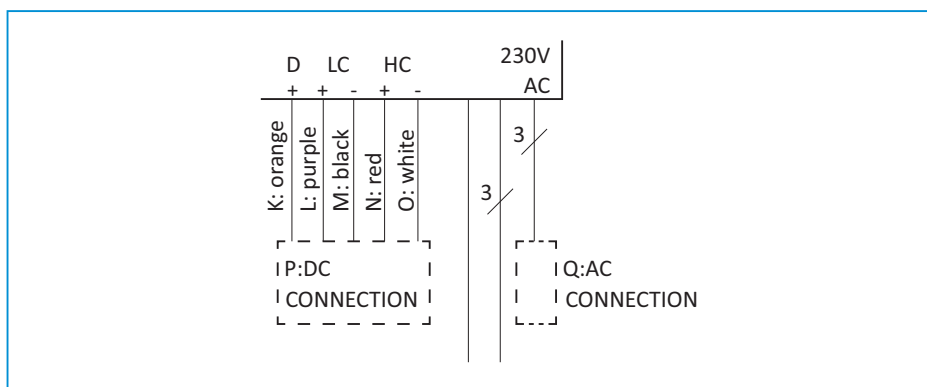 230V
D LC HC AC
+ + - + -
K: orange
L: purple
M: black
N: red
O: white
3
3
P:DC
CONNECTION
Q:AC
CONNECTION